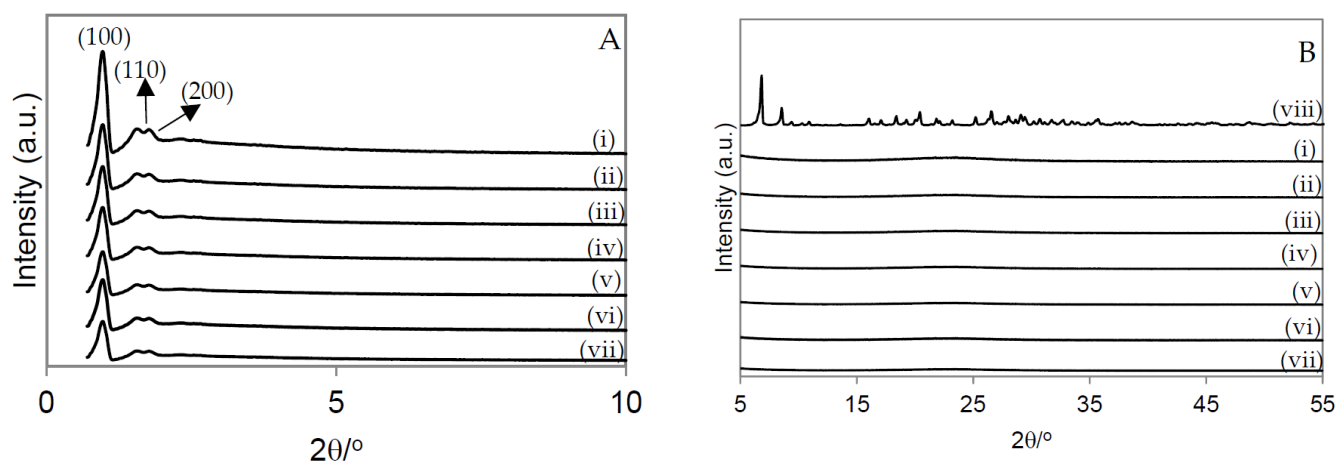 A
(100)
(110)
(200)
Intensity (a.u.)
(i)
(ii)
(iii)
(iv)
(v)
(vi)
(vii)
0
5
10
2θ/°
B
Intensity (a.u.)
(viii)
(i)
(ii)
(iii)
(iv)
(v)
(vi)
(vii)
5
15
25
35
45
55
2θ/°